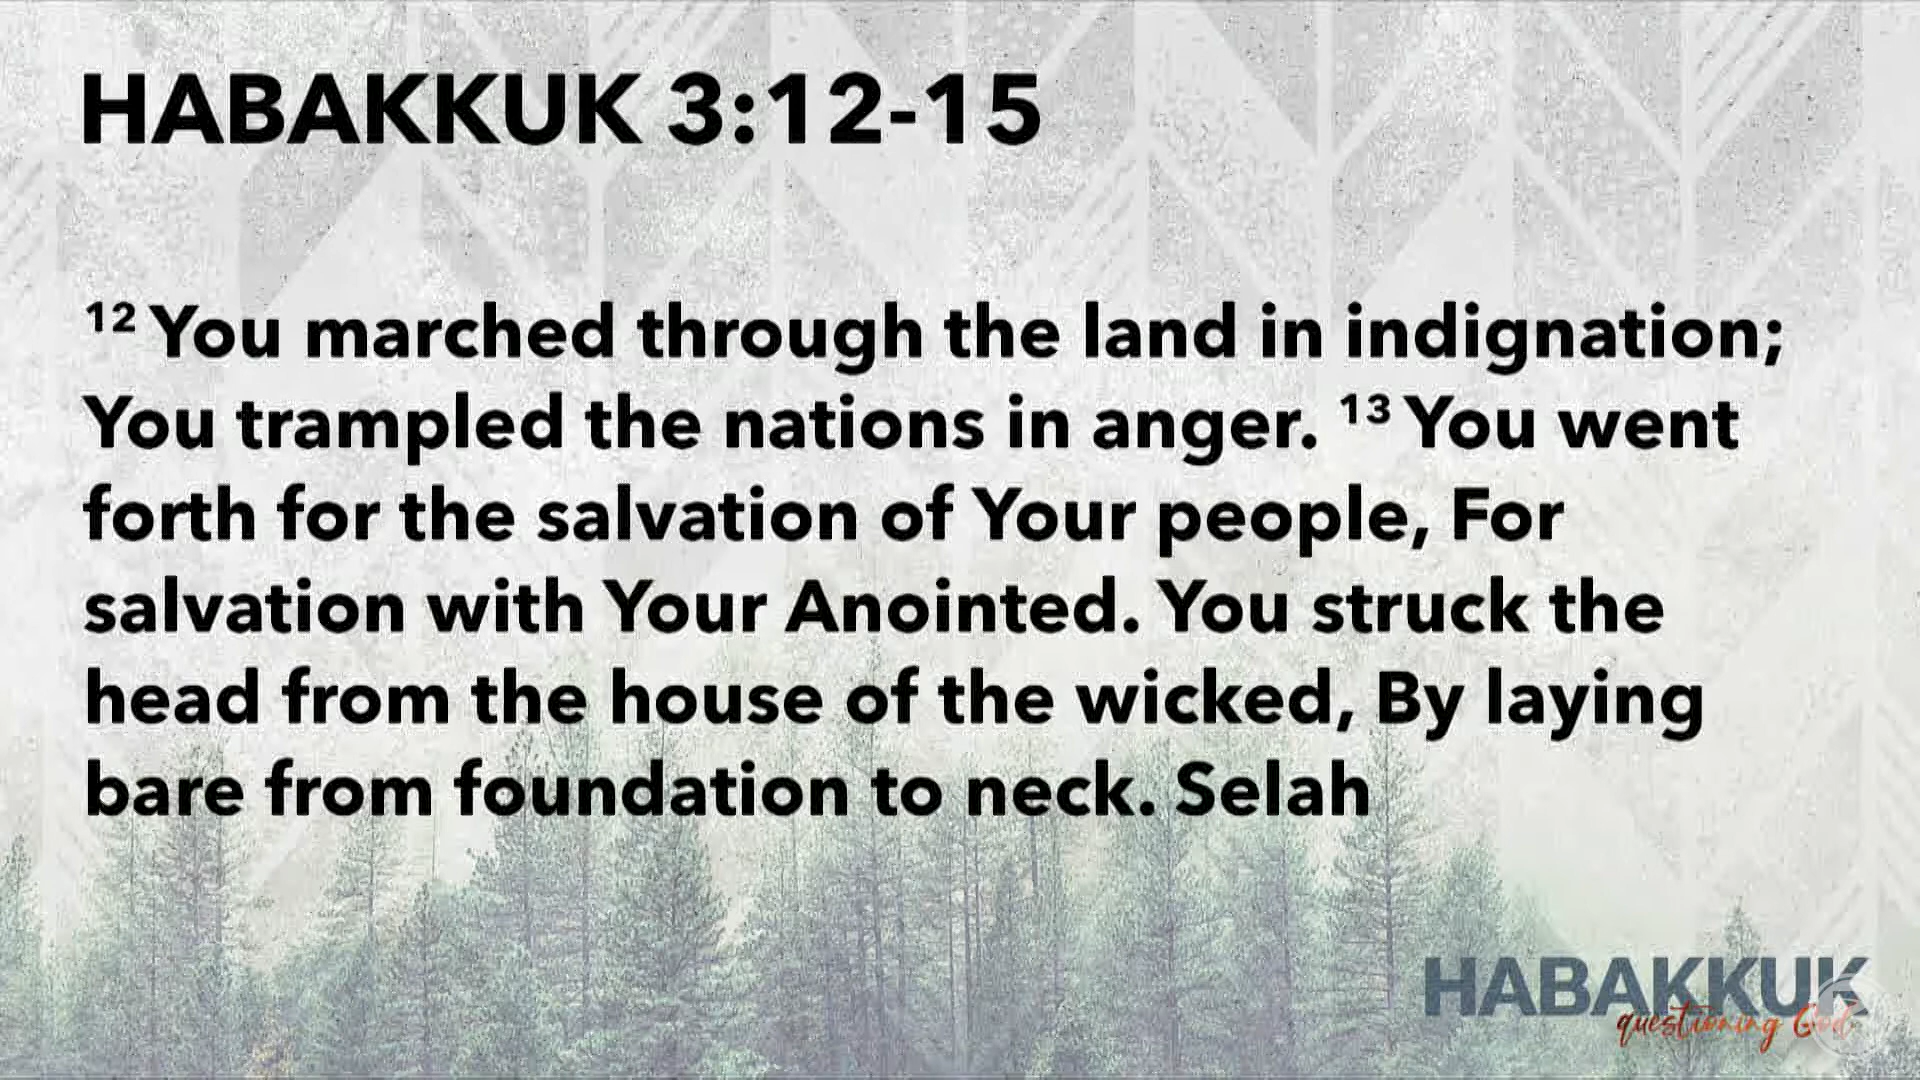 HABAKKUK 3:12-15
¹² You marched through the land in indignation;
You trampled the nations in anger. ¹³ You went
forth for the salvation of Your people, For
salvation with Your Anointed. You struck the
head from the house of the wicked, By laying
bare from foundation to neck. Selah
HABAKKUK
questioning God